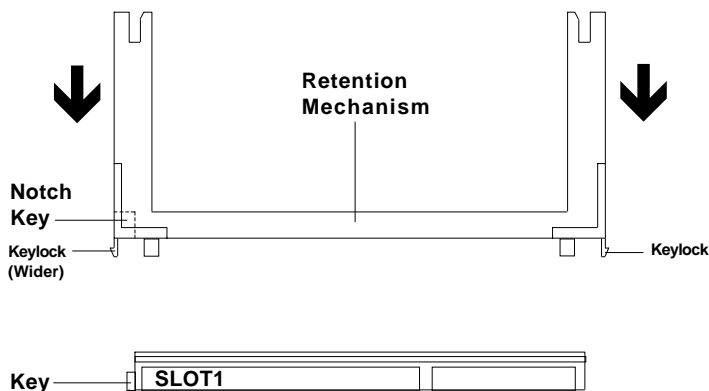 Retention
Mechanism
Notch
Key
Keylock
(Wider)
Keylock
Key
SLOT1